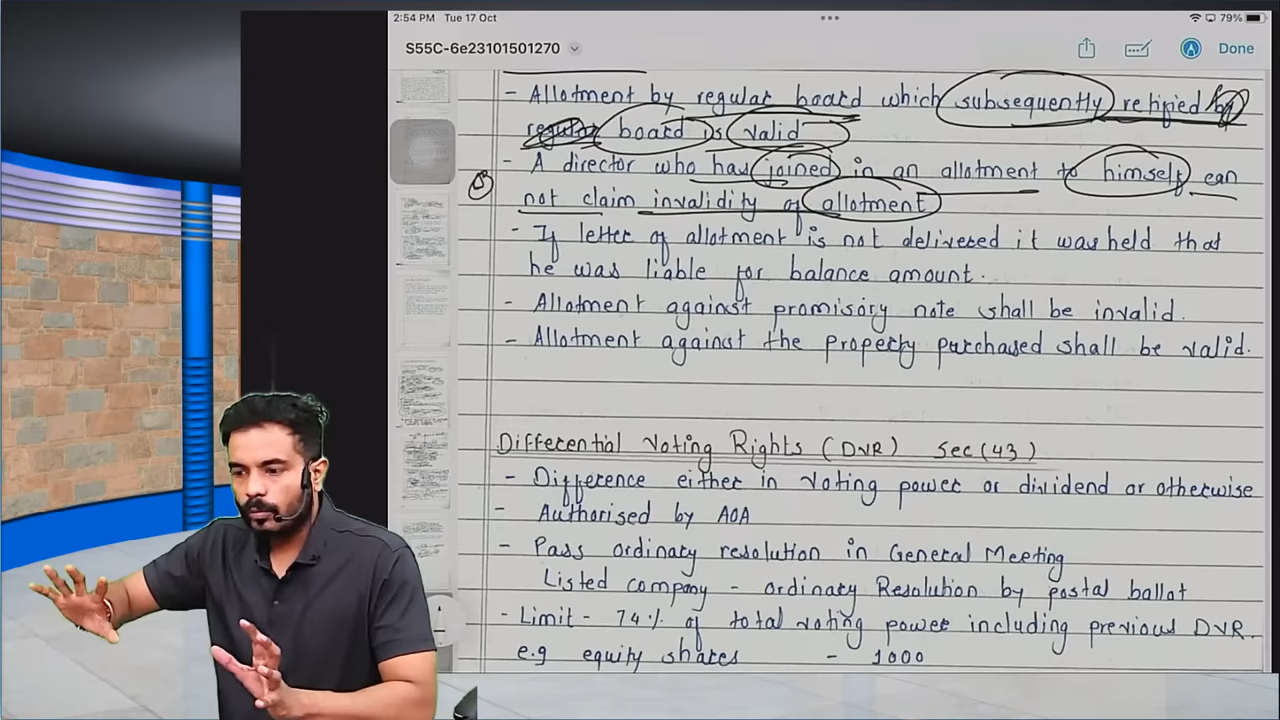 2:54 PM Tue 17 Oct
79%
S55C-6e23101501270
Done
- Allotment by regular board which subsequently retified by
board is valid
- A director who has joined in an allotment to himself can
not claim invalidity of allotment
- If letter of allotment is not delivered it was held that
he was liable for balance amount.
- Allotment against promisory note shall be invalid.
- Allotment against the property purchased shall be valid.
Differential Voting Rights (DVR) Sec (43)
- Difference either in voting power or dividend or otherwise
- Authorised by AOA
- Pass ordinary resolution in General Meeting
Listed company - ordinary Resolution by postal ballot
- Limit - 74% of total voting power including previous DVR.
e.g equity shares - 1000